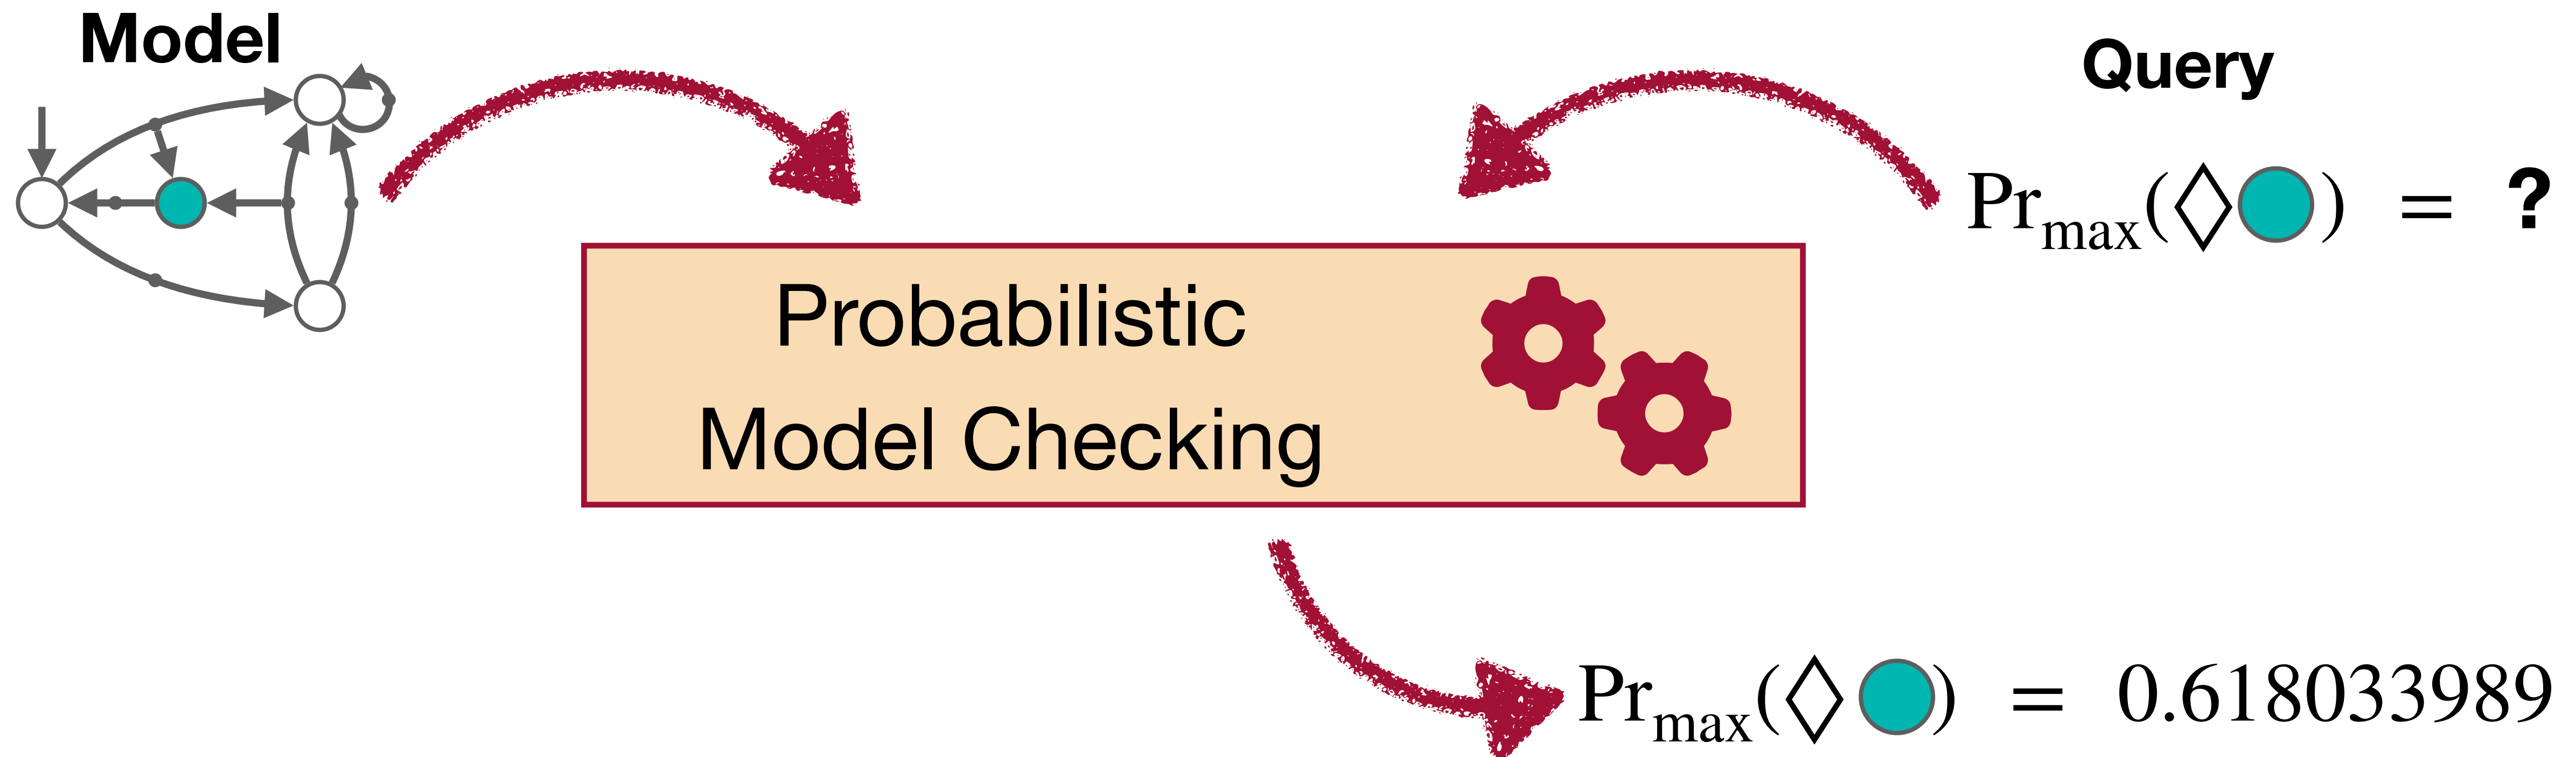 Model
Query
Pr_max(◊●) = ?
Probabilistic
Model Checking
Pr_max(◊●) = 0.618033989